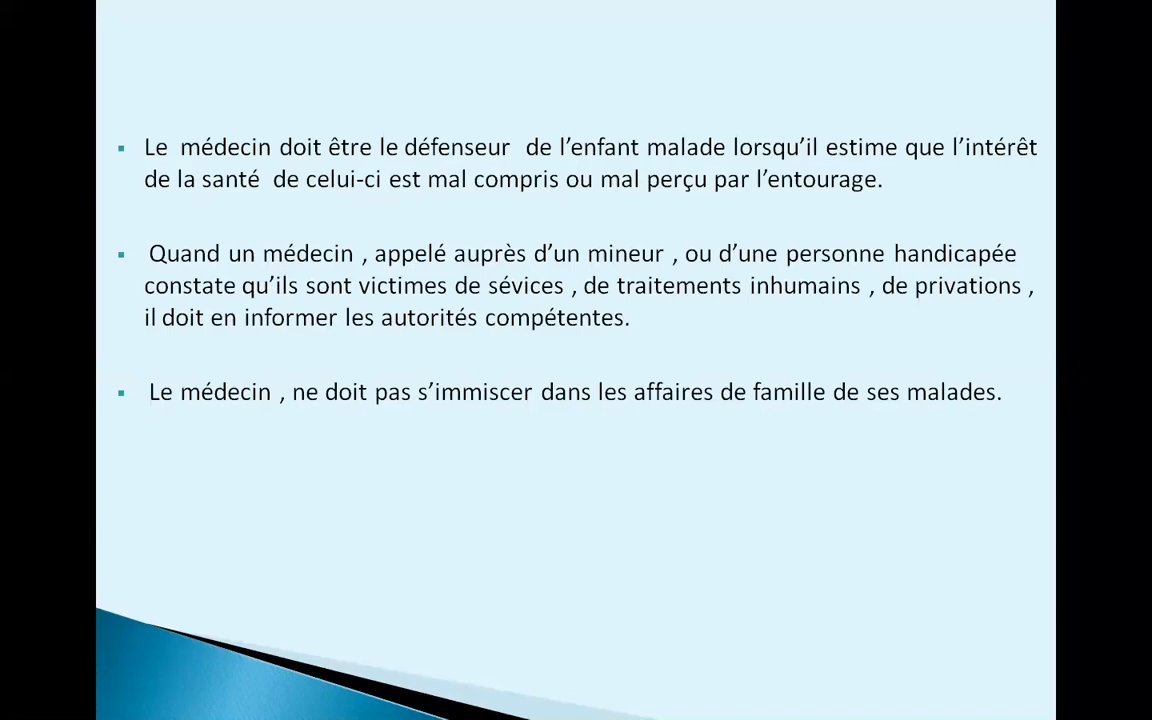 Le médecin doit être le défenseur de l’enfant malade lorsqu’il estime que l’intérêt
de la santé de celui-ci est mal compris ou mal perçu par l’entourage.
Quand un médecin , appelé auprès d’un mineur , ou d’une personne handicapée
constate qu’ils sont victimes de sévices , de traitements inhumains , de privations ,
il doit en informer les autorités compétentes.
Le médecin , ne doit pas s’immiscer dans les affaires de famille de ses malades.